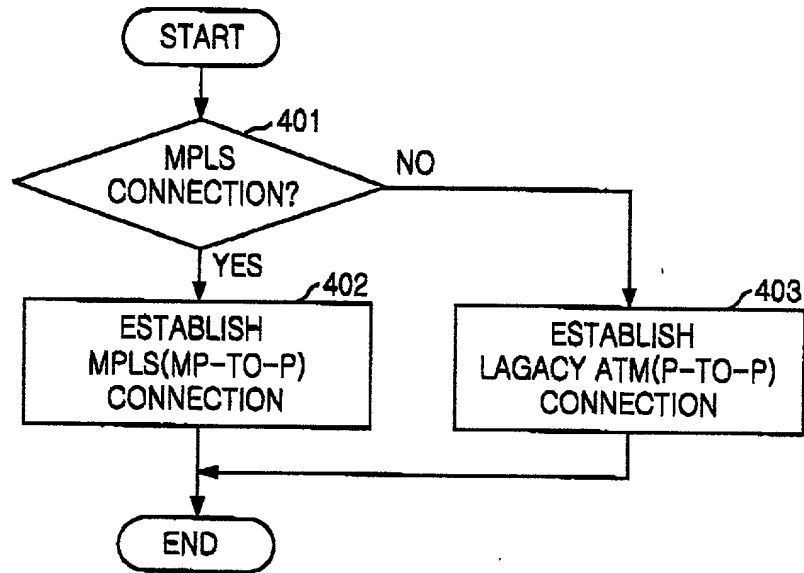 START
401
MPLS
CONNECTION?
NO
YES
402
ESTABLISH
MPLS(MP-TO-P)
CONNECTION
403
ESTABLISH
LAGACY ATM(P-TO-P)
CONNECTION
END